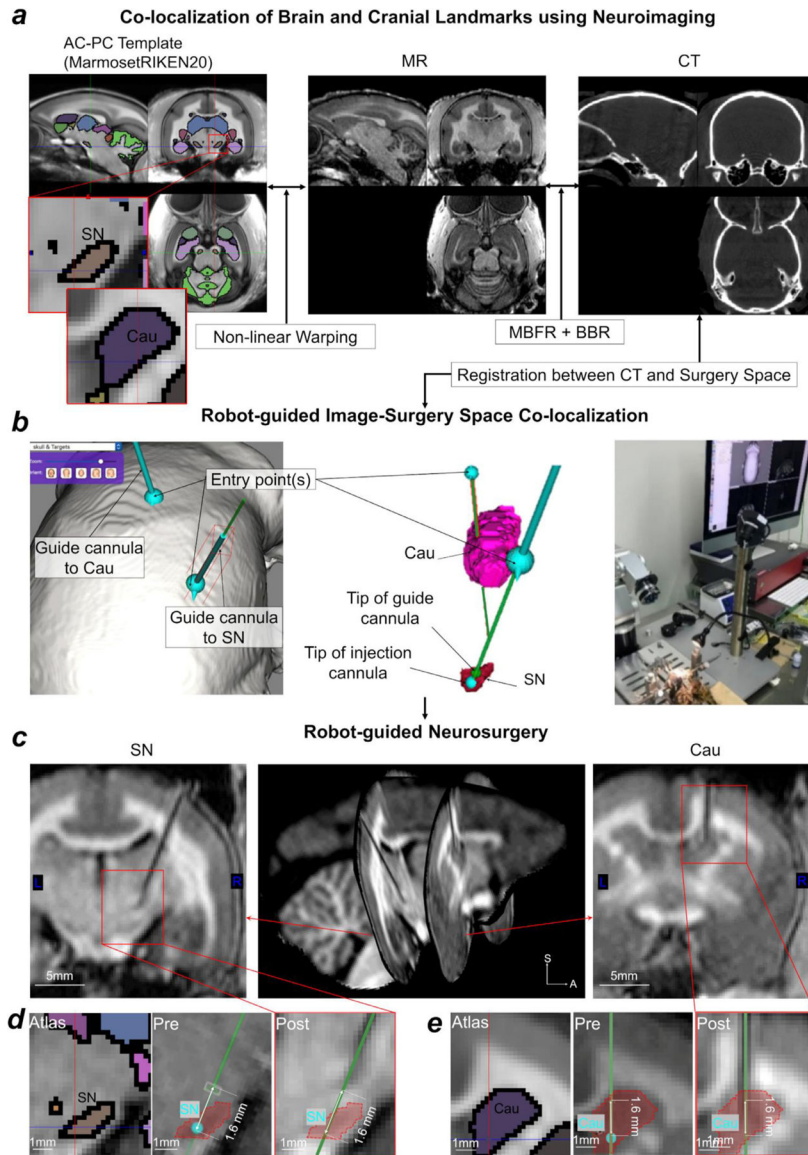 a
Co-localization of Brain and Cranial Landmarks using Neuroimaging
AC-PC Template
(MarmosetRIKEN20)
MR
CT
SN
Cau
Non-linear Warping
MBFR + BBR
Registration between CT and Surgery Space
Robot-guided Image-Surgery Space Co-localization
b
skull & Targets
Entry point(s)
Guide cannula
to Cau
Guide cannula
to SN
Cau
Tip of guide
cannula
Tip of injection
cannula
SN
Robot-guided Neurosurgery
c
SN
Cau
L
R
5mm
S
A
L
R
5mm
d
Atlas
Pre
Post
SN
SN
SN
1.6 mm
1.6 mm
1mm
1mm
1mm
e
Atlas
Pre
Post
Cau
Cau
Cau
1.6 mm
1.6 mm
1mm
1mm
1mm